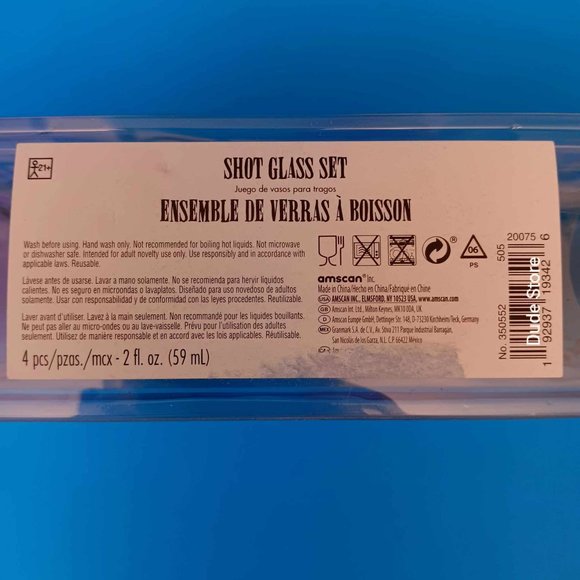 21+
SHOT GLASS SET
Juego de vasos para tragos
ENSEMBLE DE VERRAS À BOISSON
Wash before using. Hand wash only. Not recommended for boiling hot liquids. Not microwave
or dishwasher safe. Intended for adult novelty use only. Use responsibly and in accordance with
applicable laws. Reusable.
Lávese antes de usarse. Lavar a mano solamente. No se recomienda para hervir líquidos
calientes. No es seguro en microondas o lavaplatos. Diseñado para uso novedoso de adultos
solamente. Usar con responsabilidad y de conformidad con las leyes correspondientes. Reutilizable.
Laver avant d'utiliser. Lavez à la main seulement. Non recommandé pour les liquides bouillants.
Ne peut pas aller au micro-ondes ou au lave-vaisselle. Prévu pour l'utilisation des adultes
seulement. Utiliser de manière responsable et en accord avec les lois applicables. Réutilisable.
4 pcs/pzas./mcx - 2 fl. oz. (59 mL)
®
06
PS
amscan® Inc.
Made in China/Hecho en China/Fabriqué en Chine
USA AMSCAN INC., ELMSFORD, NY 10523 USA, www.amscan.com
GB Amscan Int. Ltd., Milton Keynes, MK10 0DA, UK
D Amscan Europe GmbH, Dettinger Str. 148, D-73230 Kirchheim/Teck, Germany
MEX Granmark S.A. de C.V., Av. Stiva 211 Parque Industrial Barragán,
San Nicolas de los Garza, N.L. C.P. 66422 México
No. 350552 505 20075
1 92937 19342 6
Dude Store